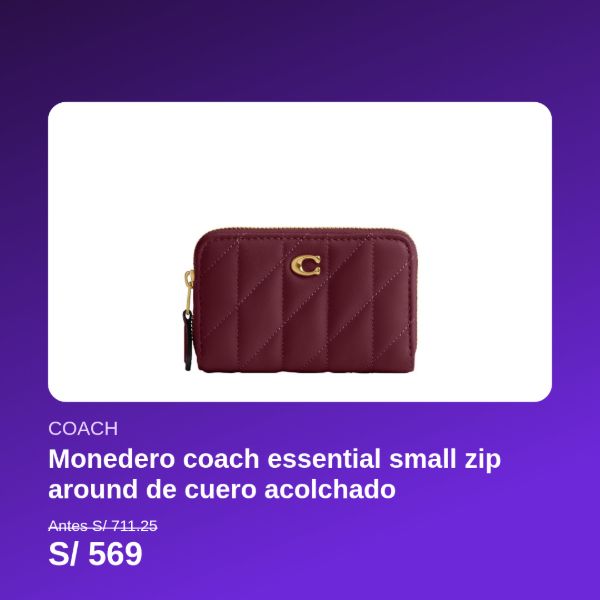 COACH
Monedero coach essential small zip
around de cuero acolchado
Antes S/ 711.25
S/ 569